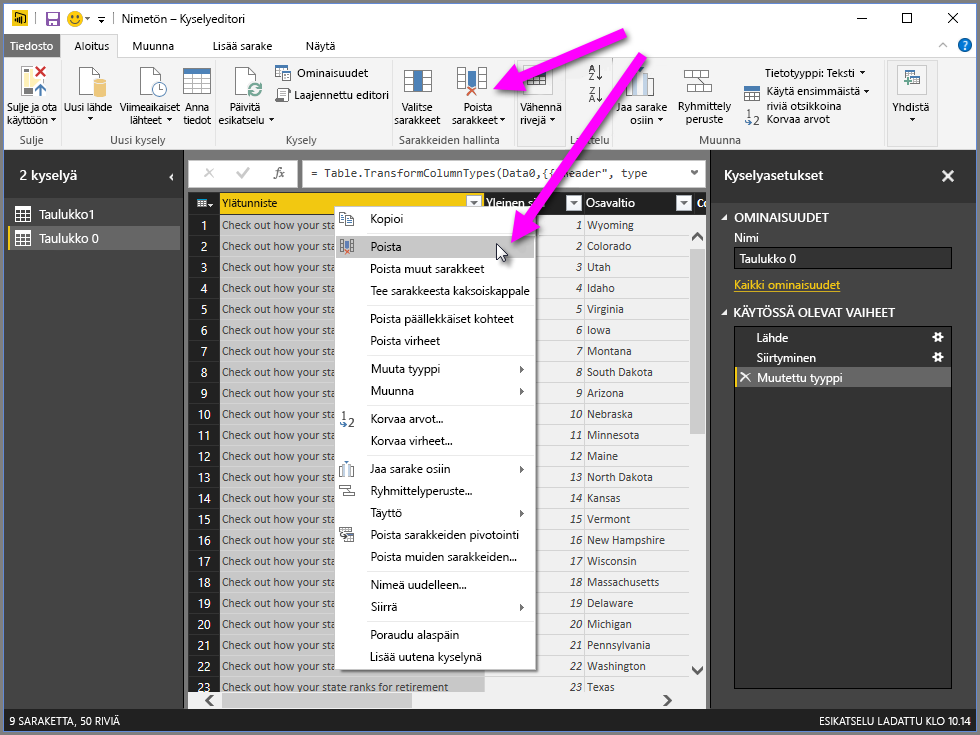 Nimetön – Kyselyeditori
Tiedosto Aloitus Muunna Lisää sarake Näytä
Sulje ja ota käyttöön
Uusi lähde
Viimeaikaiset lähteet
Anna tiedot
Päivitä esikatselu
Ominaisuudet
Laajennettu editori
Valitse sarakkeet
Poista sarakkeet
Vähennä rivejä
Jaa sarake osiin
Ryhmittely peruste
Tietotyyppi: Teksti
Käytä ensimmäistä
riviä otsikkoina
Korvaa arvot
Yhdistä
Sulje Uusi kysely Kysely Sarakkeiden hallinta Muunna
2 kyselyä
Taulukko1
Taulukko 0
fx
= Table.TransformColumnTypes(Data0,{{"Header", type
Ylätunniste Yleinen Osavaltio
1 Check out how your sta 1 Wyoming
2 Check out how your sta 2 Colorado
3 Check out how your sta 3 Utah
4 Check out how your sta 4 Idaho
5 Check out how your sta 5 Virginia
6 Check out how your sta 6 Iowa
7 Check out how your sta 7 Montana
8 Check out how your sta 8 South Dakota
9 Check out how your sta 9 Arizona
10 Check out how your sta 10 Nebraska
11 Check out how your sta 11 Minnesota
12 Check out how your sta 12 Maine
13 Check out how your sta 13 North Dakota
14 Check out how your sta 14 Kansas
15 Check out how your sta 15 Vermont
16 Check out how your sta 16 New Hampshire
17 Check out how your sta 17 Wisconsin
18 Check out how your sta 18 Massachusetts
19 Check out how your sta 19 Delaware
20 Check out how your sta 20 Michigan
21 Check out how your sta 21 Pennsylvania
22 Check out how your sta 22 Washington
23 Check out how your state ranks for retirement 23 Texas
Kopioi
Poista
Poista muut sarakkeet
Tee sarakkeesta kaksoiskappale
Poista päällekkäiset kohteet
Poista virheet
Muuta tyyppi
Muunna
Korvaa arvot...
Korvaa virheet...
Jaa sarake osiin
Ryhmittelyperuste...
Täyttö
Poista sarakkeiden pivotointi
Poista muiden sarakkeiden...
Nimeä uudelleen...
Siirrä
Poraudu alaspäin
Lisää uutena kyselynä
Kyselyasetukset
OMINAISUUDET
Nimi
Taulukko 0
Kaikki ominaisuudet
KÄYTÖSSÄ OLEVAT VAIHEET
Lähde
Siirtyminen
Muutettu tyyppi
9 SARAKETTA, 50 RIVIÄ
ESIKATSELU LADATTU KLO 10.14